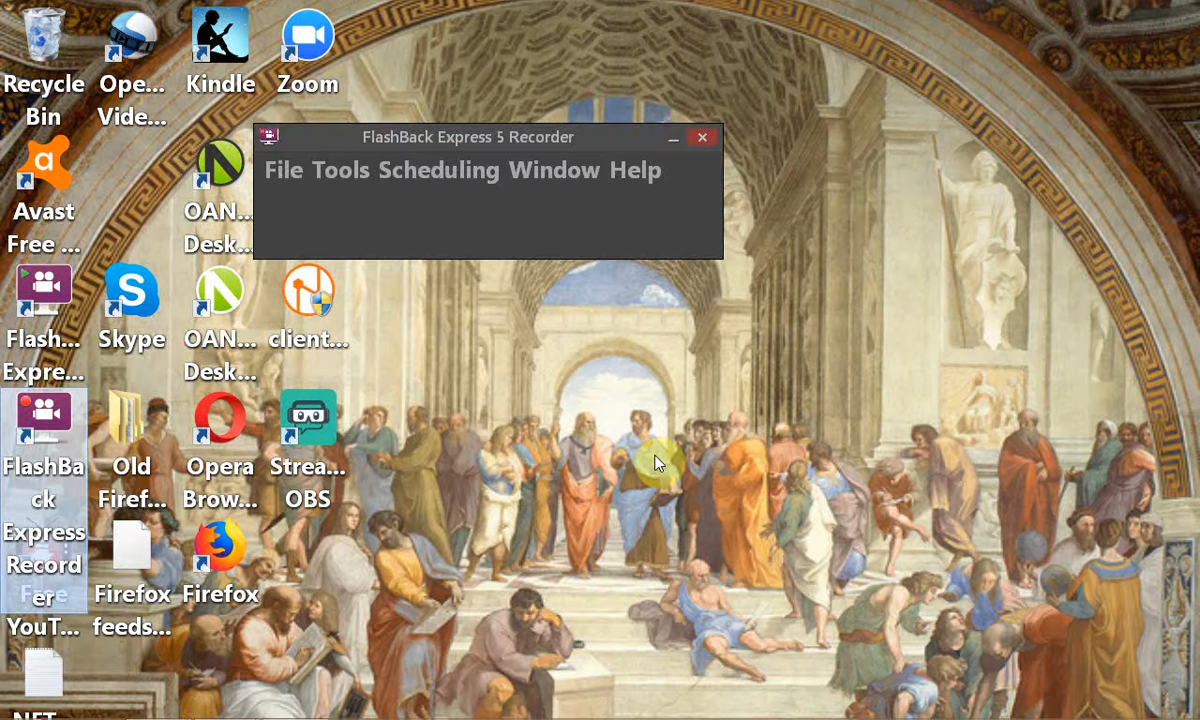 Recycle
Bin
Ope...
Vide...
Kindle
Zoom
FlashBack Express 5 Recorder
File Tools Scheduling Window Help
Avast
Free ...
OAN...
Desk...
Flash...
Expre...
Skype
OAN...
Desk...
client...
FlashBa
ck
Express
Record
er
YouT...
Old
Firef...
Opera
Brow...
Strea...
OBS
Firefox
feeds...
Firefox